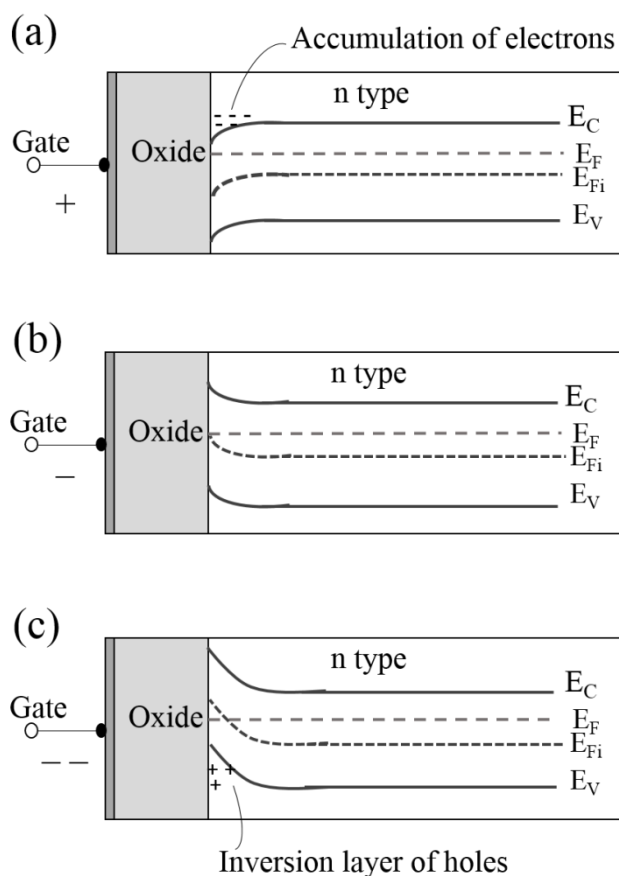 (a)
Accumulation of electrons
n type
Gate
Oxide
+
- - -
- -
E_C
E_F
E_Fi
E_V
(b)
n type
Gate
Oxide
−
E_C
E_F
E_Fi
E_V
(c)
n type
Gate
Oxide
− −
E_C
E_F
E_Fi
E_V
+ +
+
Inversion layer of holes